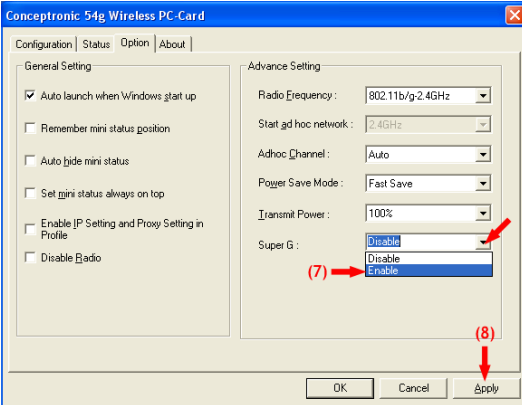 Conceptronic 54g Wireless PC-Card
Configuration Status Option About
General Setting
Auto launch when Windows start up
Remember mini status position
Auto hide mini status
Set mini status always on top
Enable IP Setting and Proxy Setting in
Profile
Disable Radio
Advance Setting
Radio Frequency : 802.11b/g-2.4GHz
Start ad hoc network : 2.4GHz
Adhoc Channel : Auto
Power Save Mode : Fast Save
Transmit Power : 100%
Super G : Disable
Disable
(7) Enable
(8)
OK Cancel Apply